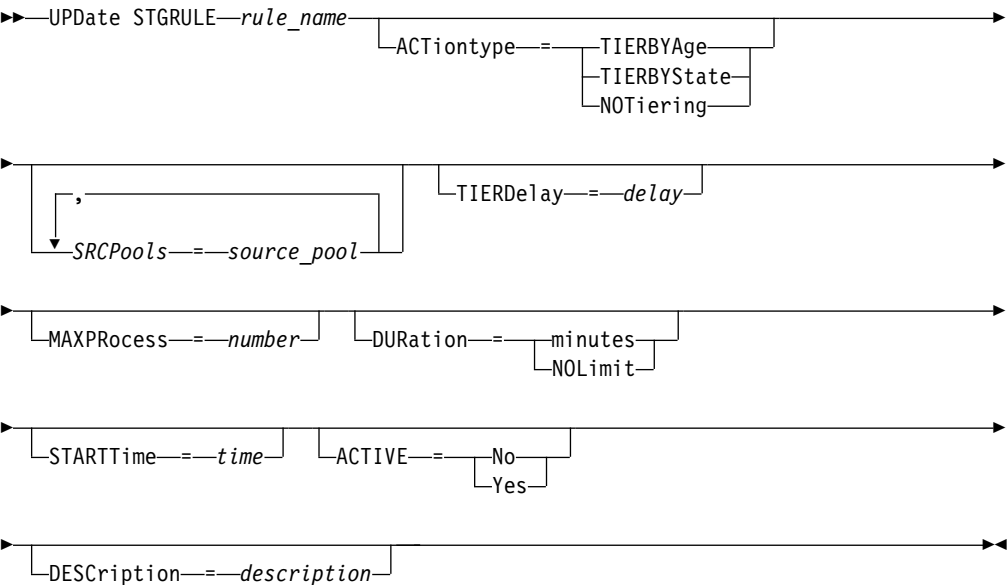 UPDate STGRULE rule_name
ACTiontype = TIERBYAge
TIERBYState
NOTiering
,
SRCPools = source_pool
TIERDelay = delay
MAXPRocess = number
DURation = minutes
NOLimit
STARTTime = time
ACTIVE = No
Yes
DESCription = description